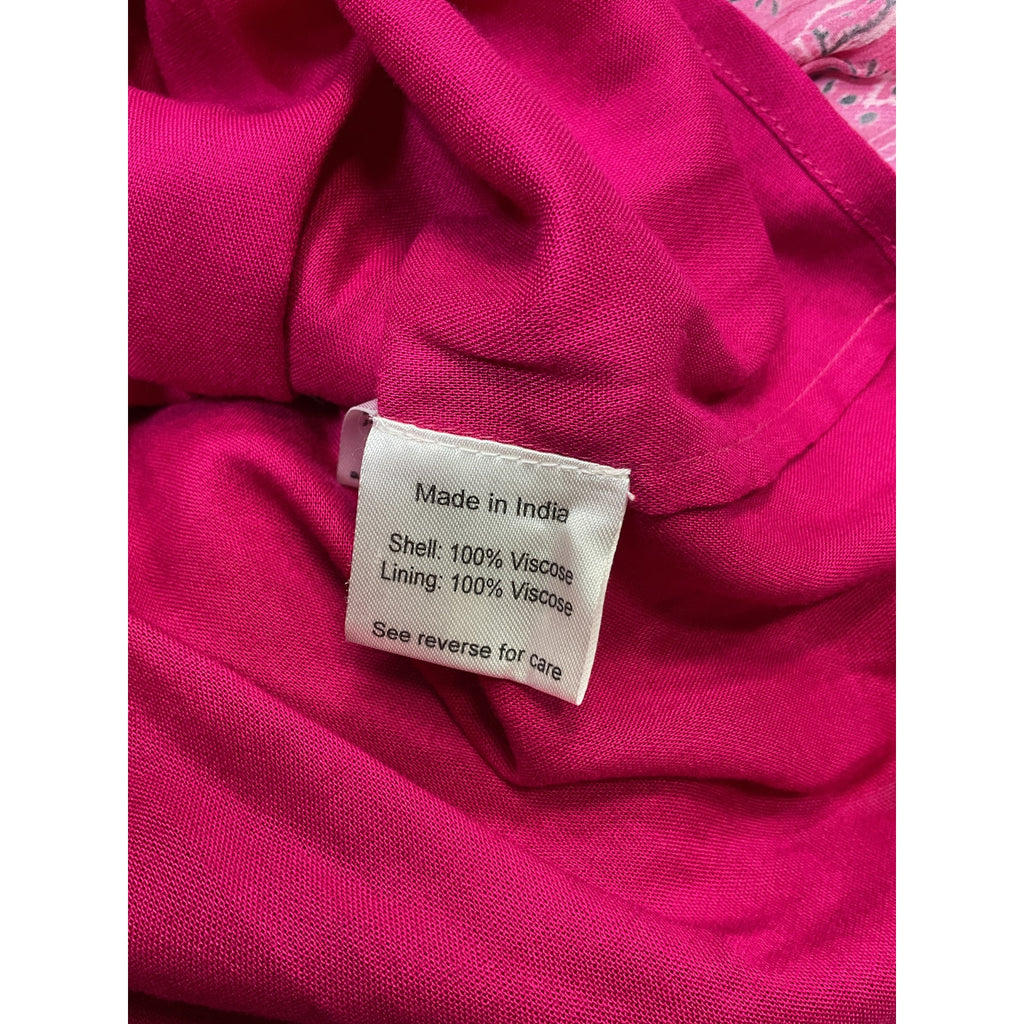 Made in India
Shell: 100% Viscose
Lining: 100% Viscose
See reverse for care